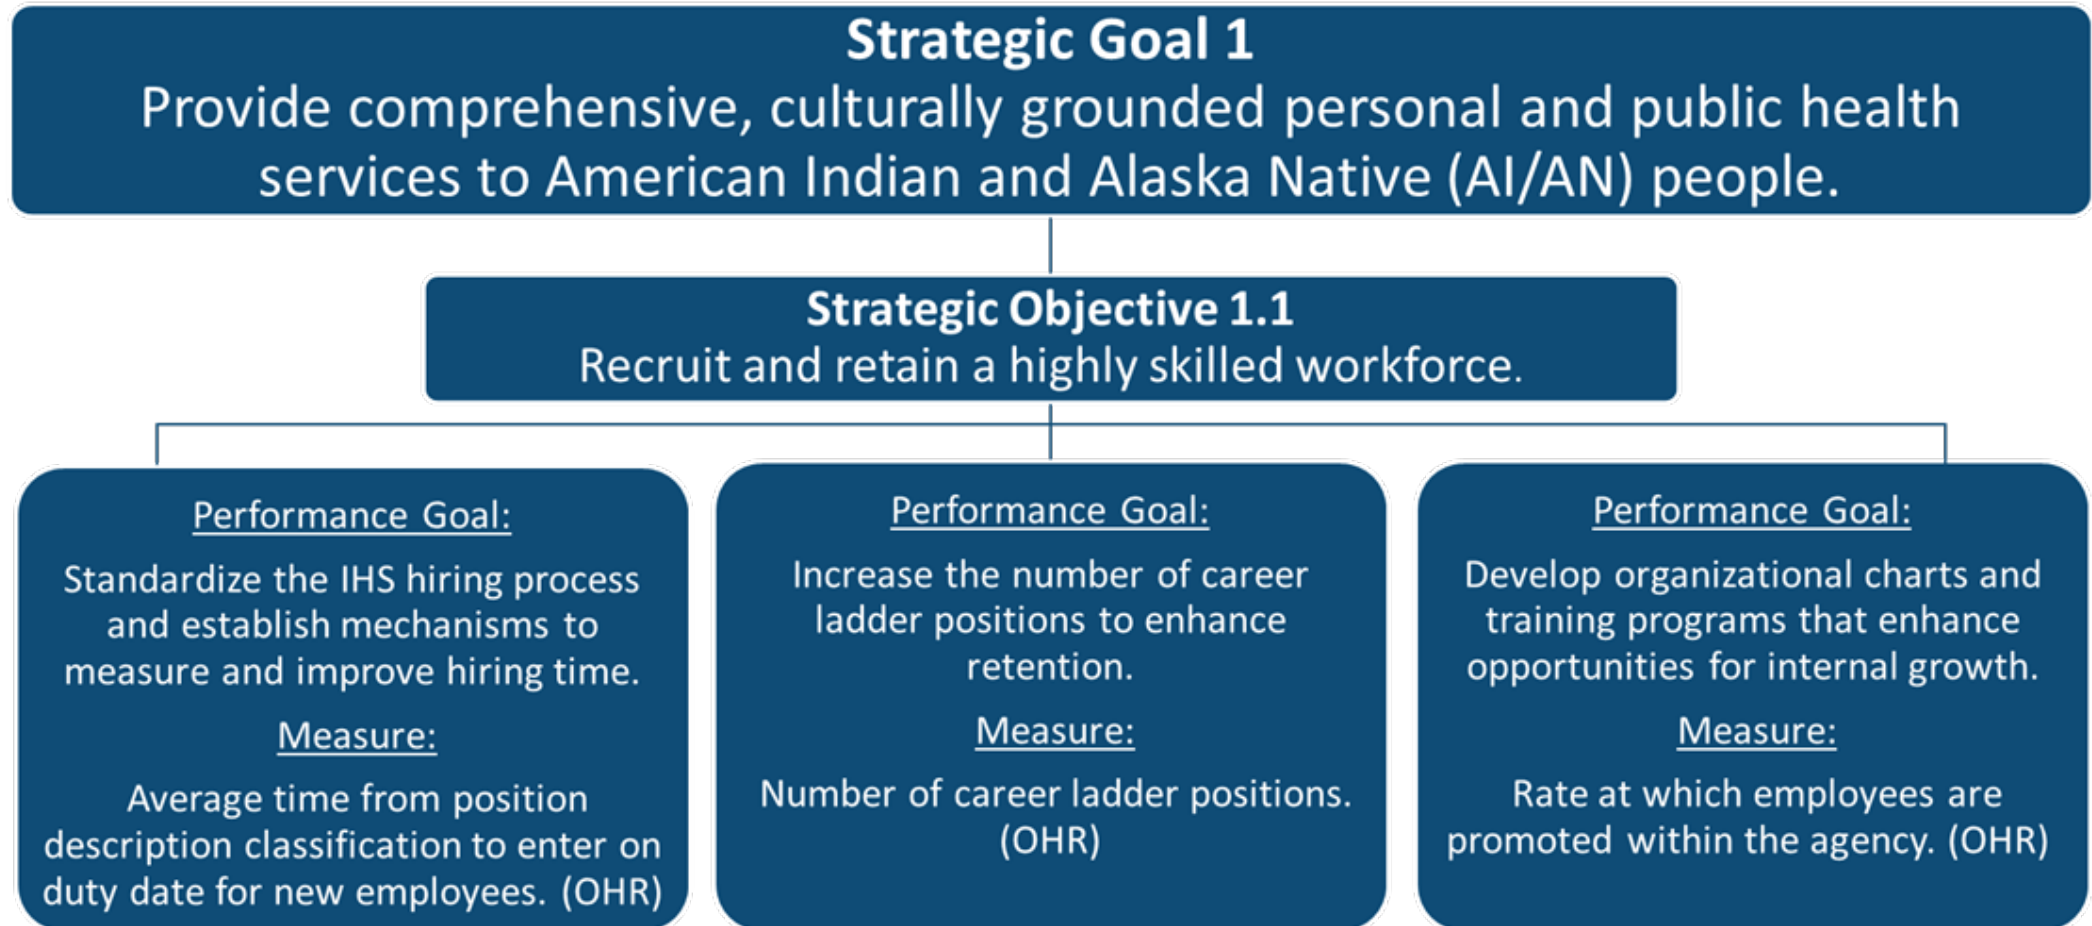 Strategic Goal 1
Provide comprehensive, culturally grounded personal and public health
services to American Indian and Alaska Native (AI/AN) people.
Strategic Objective 1.1
Recruit and retain a highly skilled workforce.
Performance Goal:
Standardize the IHS hiring process
and establish mechanisms to
measure and improve hiring time.
Measure:
Average time from position
description classification to enter on
duty date for new employees. (OHR)
Performance Goal:
Increase the number of career
ladder positions to enhance
retention.
Measure:
Number of career ladder positions.
(OHR)
Performance Goal:
Develop organizational charts and
training programs that enhance
opportunities for internal growth.
Measure:
Rate at which employees are
promoted within the agency. (OHR)